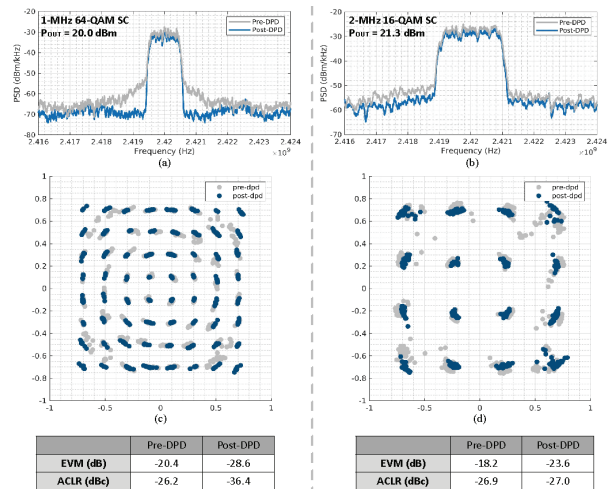 1-MHz 64-QAM SC
POUT = 20.0 dBm
Pre-DPD
Post-DPD
PSD (dBm/kHz)
-20
-30
-40
-50
-60
-70
-80
2.416 2.417 2.418 2.419 2.42 2.421 2.422 2.423 2.424
Frequency (Hz)
×10⁹
(a)
2-MHz 16-QAM SC
POUT = 21.3 dBm
Pre-DPD
Post-DPD
PSD (dBm/kHz)
-30
-50
-60
-70
2.416 2.417 2.418 2.419 2.42 2.421 2.422 2.423 2.424
Frequency (Hz)
×10⁹
(b)
pre-dpd
post-dpd
1
0.8
0.6
0.4
0.2
0
-0.2
-0.4
-0.6
-0.8
-1
-1 -0.5 0 0.5 1
(c)
pre-dpd
post-dpd
1
0.8
0.6
0.4
0.2
0
-0.2
-0.4
-0.6
-0.8
-1
-1 -0.5 0 0.5 1
(d)
Pre-DPD Post-DPD
EVM (dB) -20.4 -28.6
ACLR (dBc) -26.2 -36.4
Pre-DPD Post-DPD
EVM (dB) -18.2 -23.6
ACLR (dBc) -26.9 -27.0